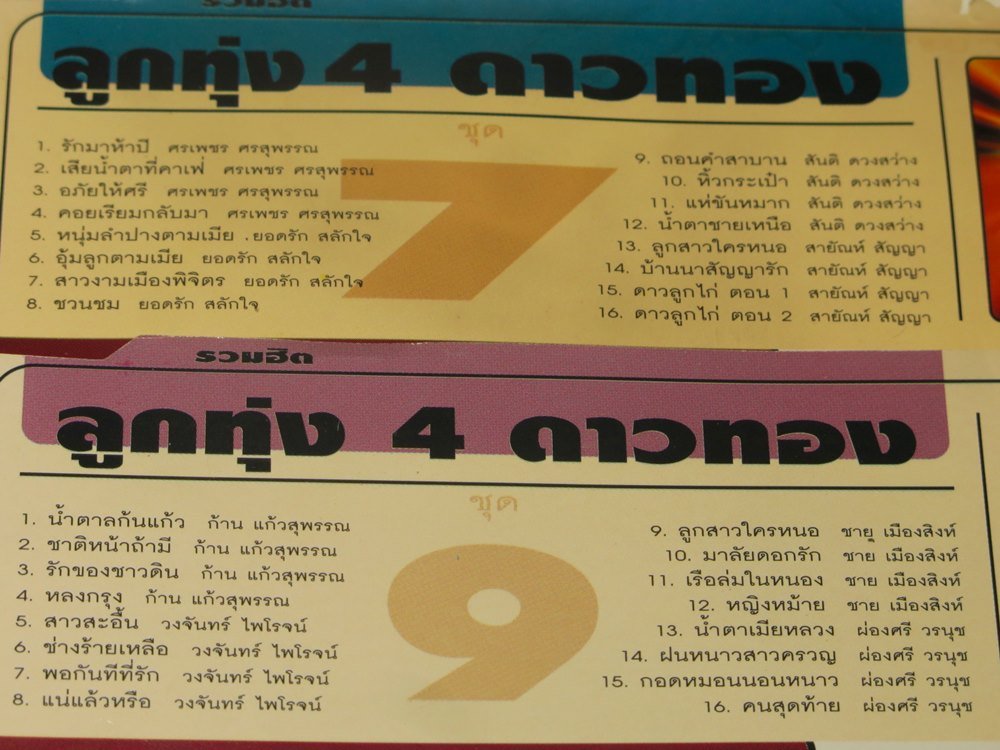 รวมฮิต
ลูกทุ่ง 4 ดาวทอง
ชุด
7
1. รักมาห้าปี ศรเพชร ศรสุพรรณ
2. เสียน้ำตาที่คาเฟ่ ศรเพชร ศรสุพรรณ
3. อภัยให้ศรี ศรเพชร ศรสุพรรณ
4. คอยเรียมกลับมา ศรเพชร ศรสุพรรณ
5. หนุ่มลำปางตามเมีย . ยอดรัก สลักใจ
6. อุ้มลูกตามเมีย ยอดรัก สลักใจ
7. สาวงามเมืองพิจิตร ยอดรัก สลักใจ
8. ชวนชม ยอดรัก สลักใจ
9. ถอนคำสาบาน สันติ ดวงสว่าง
10. หิ้วกระเป๋า สันติ ดวงสว่าง
11. แห่ขันหมาก สันติ ดวงสว่าง
12. น้ำตาชายเหนือ สันติ ดวงสว่าง
13. ลูกสาวใครหนอ สายัณห์ สัญญา
14. บ้านนาสัญญารัก สายัณห์ สัญญา
15. ดาวลูกไก่ ตอน 1 สายัณห์ สัญญา
16. ดาวลูกไก่ ตอน 2 สายัณห์ สัญญา
รวมฮิต
ลูกทุ่ง 4 ดาวทอง
ชุด
9
1. น้ำตาลก้นแก้ว ก้าน แก้วสุพรรณ
2. ชาติหน้าถ้ามี ก้าน แก้วสุพรรณ
3. รักของชาวดิน ก้าน แก้วสุพรรณ
4. หลงกรุง ก้าน แก้วสุพรรณ
5. สาวสะอื้น วงจันทร์ ไพโรจน์
6. ช่างร้ายเหลือ วงจันทร์ ไพโรจน์
7. พอกันทีที่รัก วงจันทร์ ไพโรจน์
8. แน่แล้วหรือ วงจันทร์ ไพโรจน์
9. ลูกสาวใครหนอ ชายู เมืองสิงห์
10. มาลัยดอกรัก ชาย เมืองสิงห์
11. เรือล่มในหนอง ชาย เมืองสิงห์
12. หญิงหม้าย ชาย เมืองสิงห์
13. น้ำตาเมียหลวง ผ่องศรี วรนุช
14. ฝนหนาวสาวครวญ ผ่องศรี วรนุช
15. กอดหมอนนอนหนาว ผ่องศรี วรนุช
16. คนสุดท้าย ผ่องศรี วรนุช